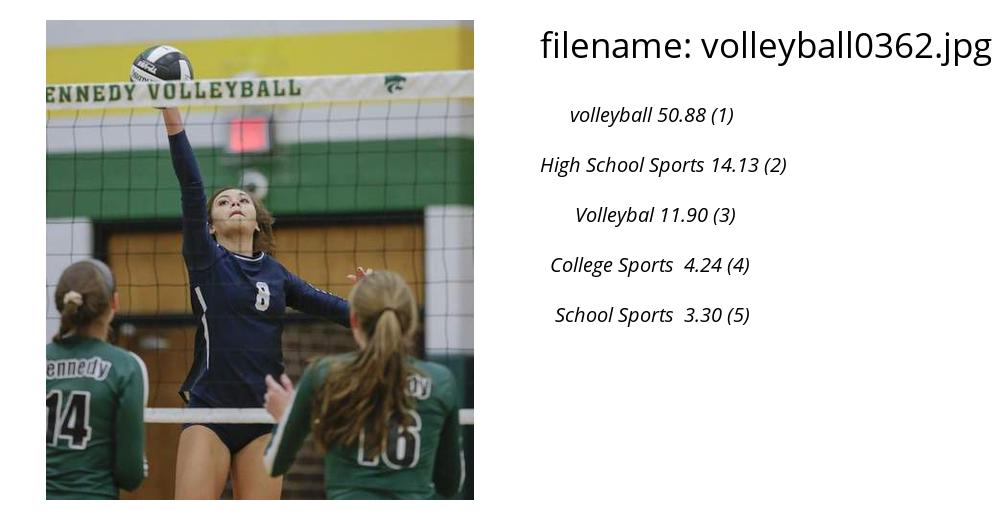 filename: volleyball0362.jpg
volleyball 50.88 (1)
High School Sports 14.13 (2)
Volleybal 11.90 (3)
College Sports 4.24 (4)
School Sports 3.30 (5)
ENNEDY VOLLEYBALL
8
ennedy
14
dy
16